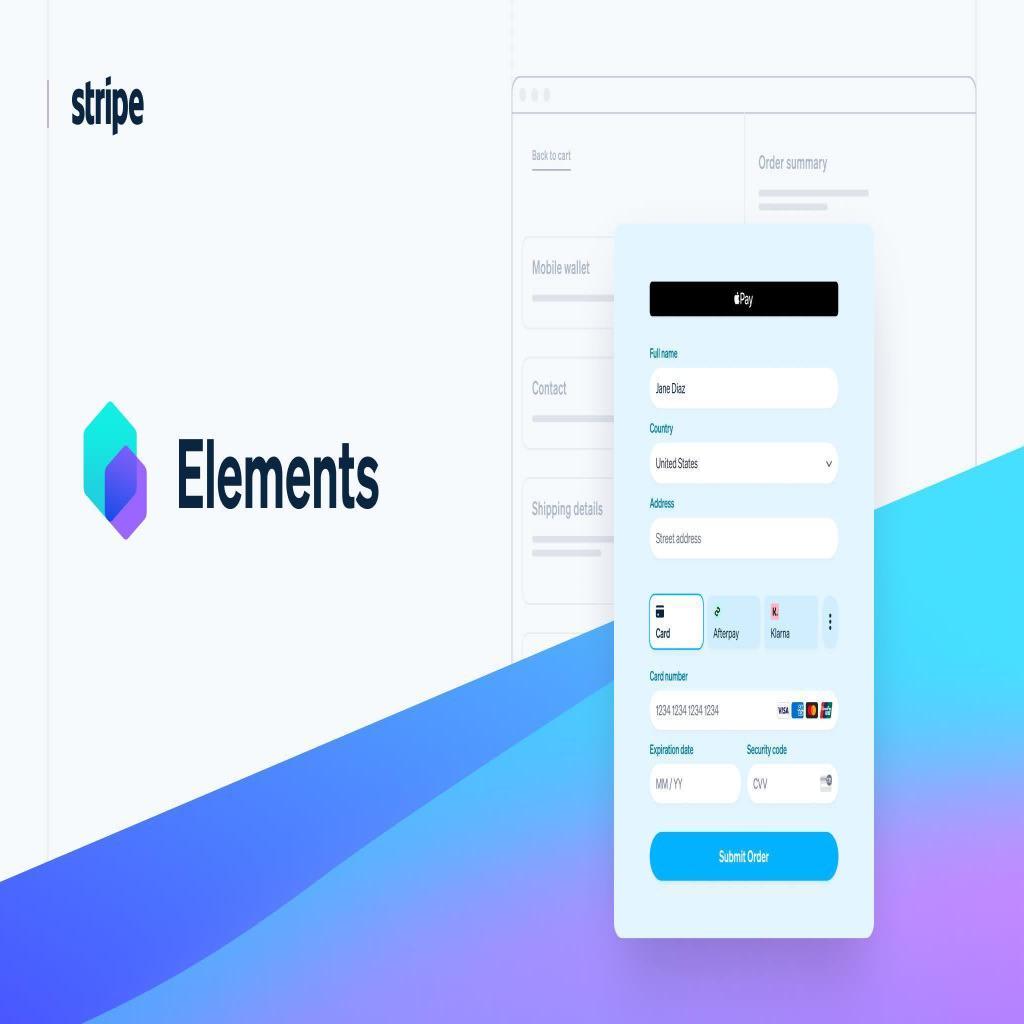 stripe
Elements
Back to cart
Order summary
Mobile wallet
Contact
Shipping details
Pay
Full name
Jane Diaz
Country
United States
Address
Street address
Card
Afterpay
K.
Klarna
Card number
1234 1234 1234 1234
VISA
Expiration date
Security code
MM / YY
CVV
Submit Order